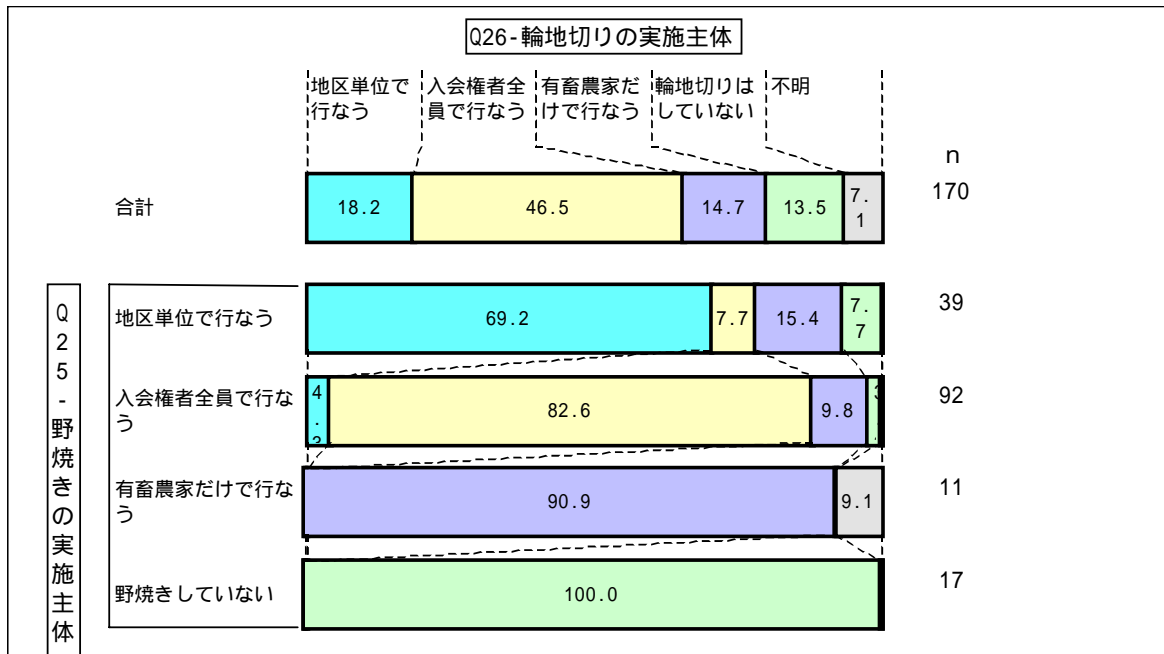 Q26-輪地切りの実施主体
地区単位で
行なう
入会権者全
員で行なう
有畜農家だ
けで行なう
輪地切りは
していない
不明
n
合計
18.2
46.5
14.7
13.5
7.
1
170
Q
2
5
-
野
焼
き
の
実
施
主
体
地区単位で行なう
69.2
7.7
15.4
7.
7
39
入会権者全員で行な
う
4
.
82.6
9.8
92
有畜農家だけで行な
う
90.9
9.1
11
野焼きしていない
100.0
17